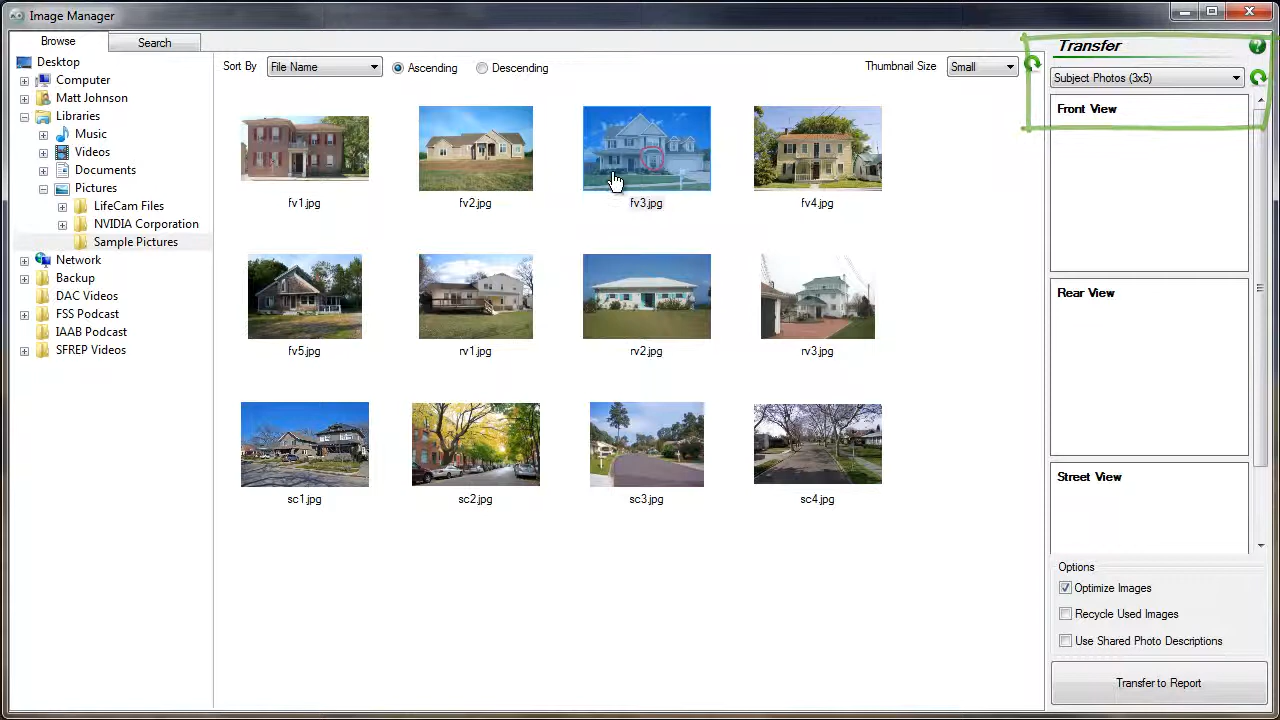 Image Manager
Browse
Search
Desktop
Computer
Matt Johnson
Libraries
Music
Videos
Documents
Pictures
LifeCam Files
NVIDIA Corporation
Sample Pictures
Network
Backup
DAC Videos
FSS Podcast
IAAB Podcast
SFREP Videos
Sort By File Name Ascending Descending Thumbnail Size Small
fv1.jpg fv2.jpg fv3.jpg fv4.jpg
fv5.jpg rv1.jpg rv2.jpg rv3.jpg
sc1.jpg sc2.jpg sc3.jpg sc4.jpg
Transfer
Subject Photos (3x5)
Front View
Rear View
Street View
Options
Optimize Images
Recycle Used Images
Use Shared Photo Descriptions
Transfer to Report